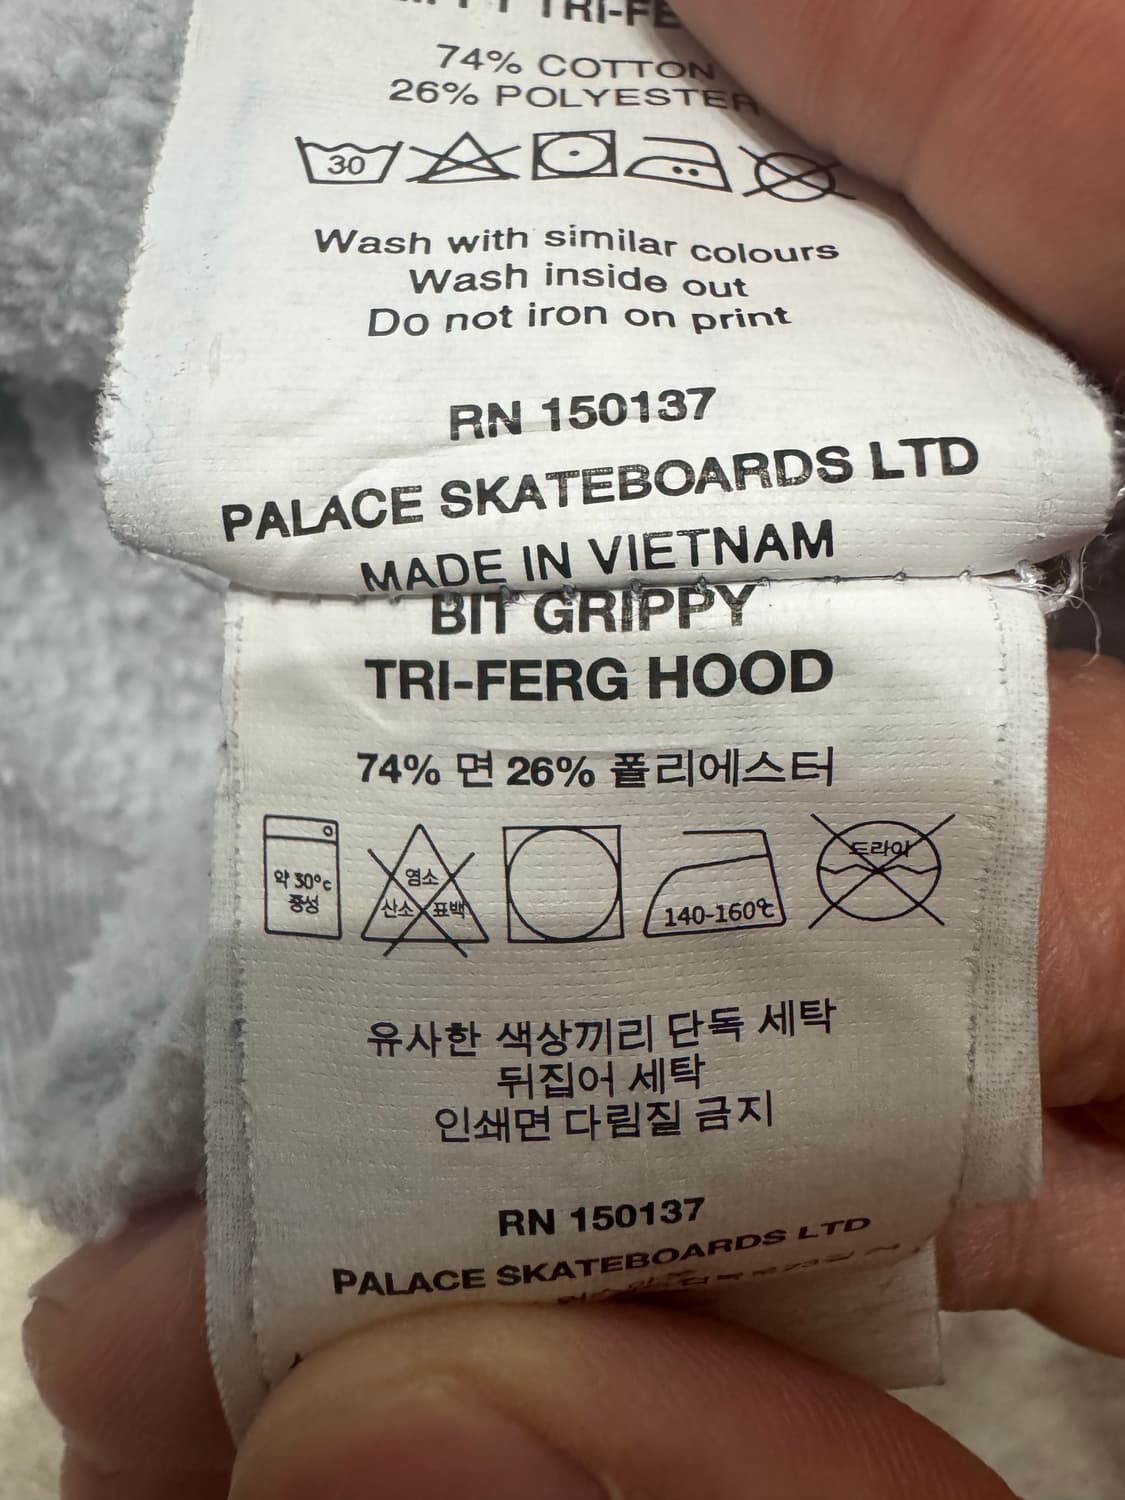 TRI-FE
74% COTTON
26% POLYESTER
30
Wash with similar colours
Wash inside out
Do not iron on print
RN 150137
PALACE SKATEBOARDS LTD
MADE IN VIETNAM
BIT GRIPPY
TRI-FERG HOOD
74% 면 26% 폴리에스터
약 30°c
중성
염소
산소 표백
140-160℃
드라이
유사한 색상끼리 단독 세탁
뒤집어 세탁
인쇄면 다림질 금지
RN 150137
PALACE SKATEBOARDS LTD